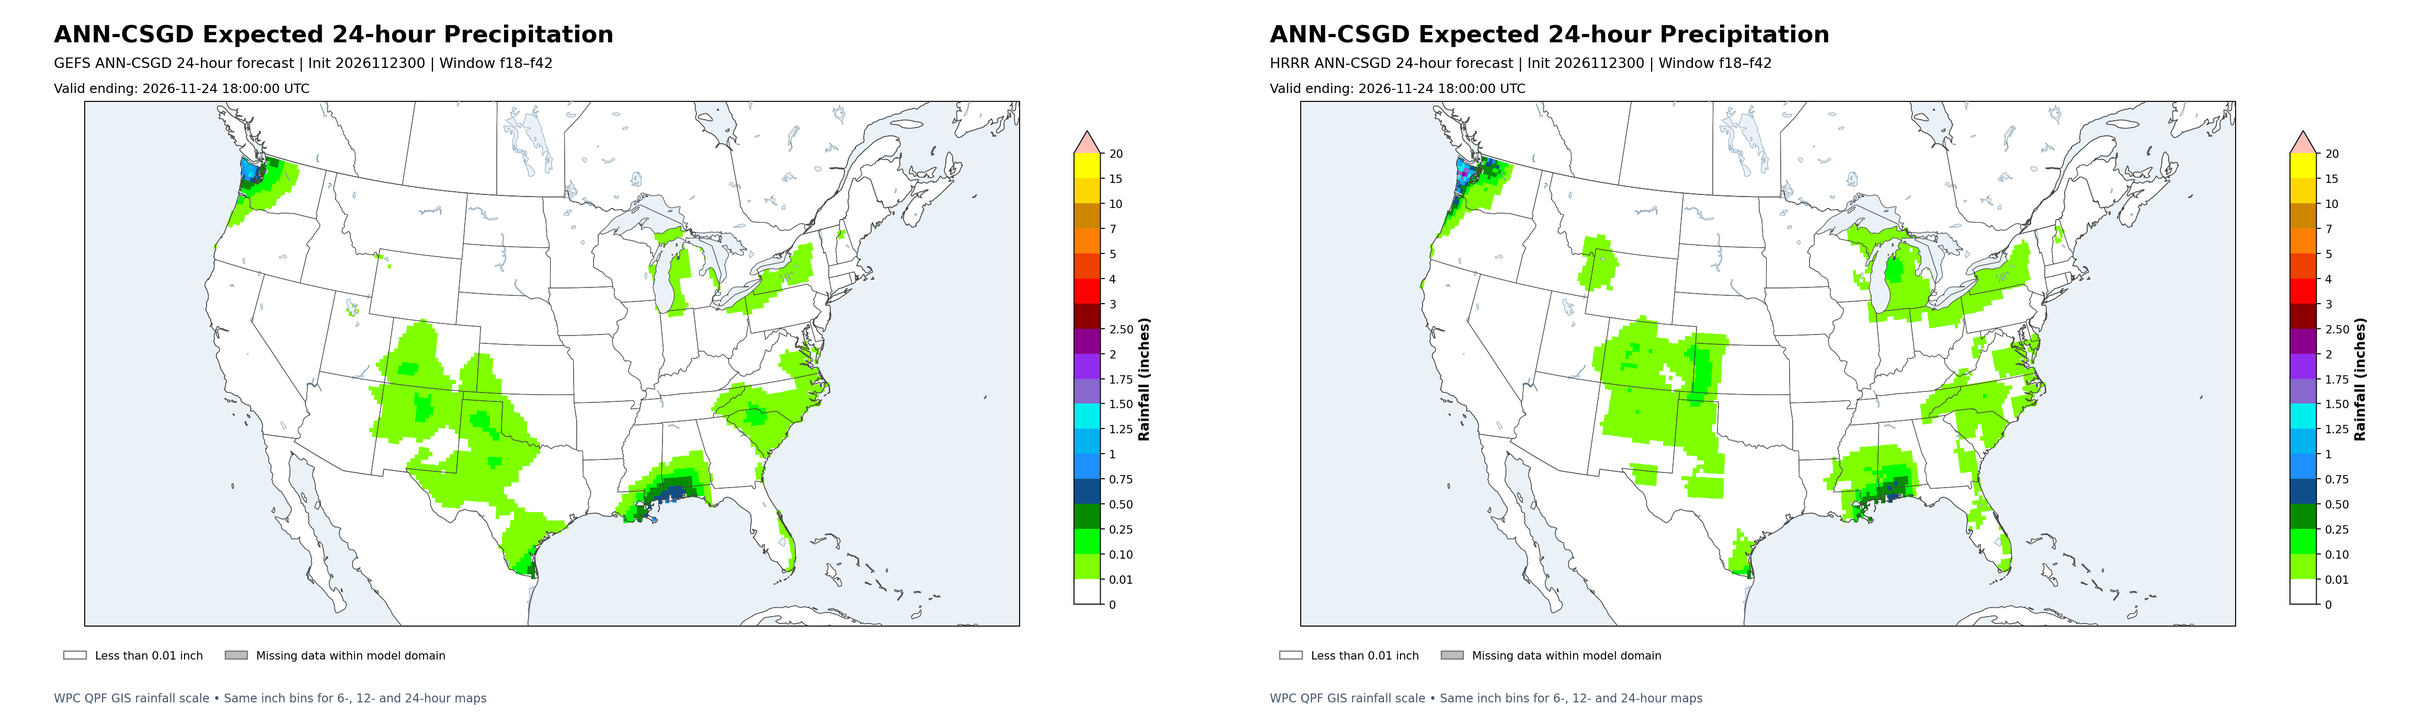 ANN-CSGD Expected 24-hour Precipitation
GEFS ANN-CSGD 24-hour forecast | Init 2026112300 | Window f18–f42
Valid ending: 2026-11-24 18:00:00 UTC
20
15
10
7
5
4
3
2.50
2
1.75
1.50
1.25
1
0.75
0.50
0.25
0.10
0.01
0
Rainfall (inches)
Less than 0.01 inch
Missing data within model domain
WPC QPF GIS rainfall scale • Same inch bins for 6-, 12- and 24-hour maps
ANN-CSGD Expected 24-hour Precipitation
HRRR ANN-CSGD 24-hour forecast | Init 2026112300 | Window f18–f42
Valid ending: 2026-11-24 18:00:00 UTC
20
15
10
7
5
4
3
2.50
2
1.75
1.50
1.25
1
0.75
0.50
0.25
0.10
0.01
0
Rainfall (inches)
Less than 0.01 inch
Missing data within model domain
WPC QPF GIS rainfall scale • Same inch bins for 6-, 12- and 24-hour maps